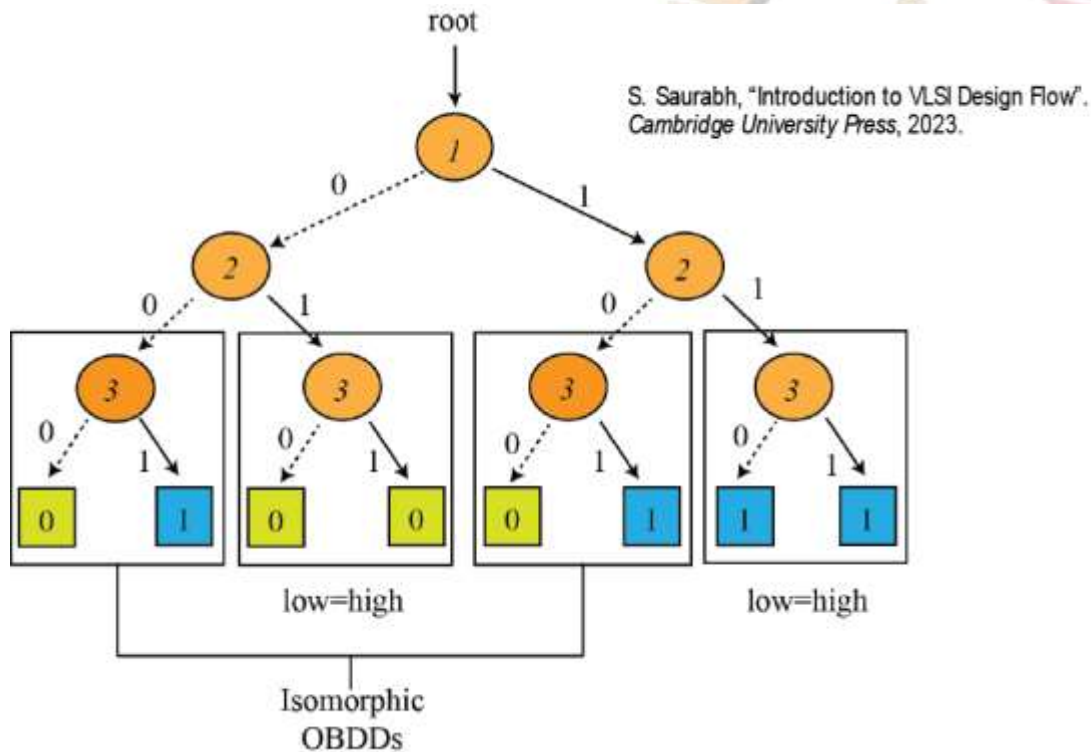 root
S. Saurabh, “Introduction to VLSI Design Flow”.
Cambridge University Press, 2023.
1
0 1
2 2
0 1 0 1
3 3 3 3
0 1 0 1 0 1 0 1
0 1 0 0 0 1 1 1
low=high low=high
Isomorphic
OBDDs